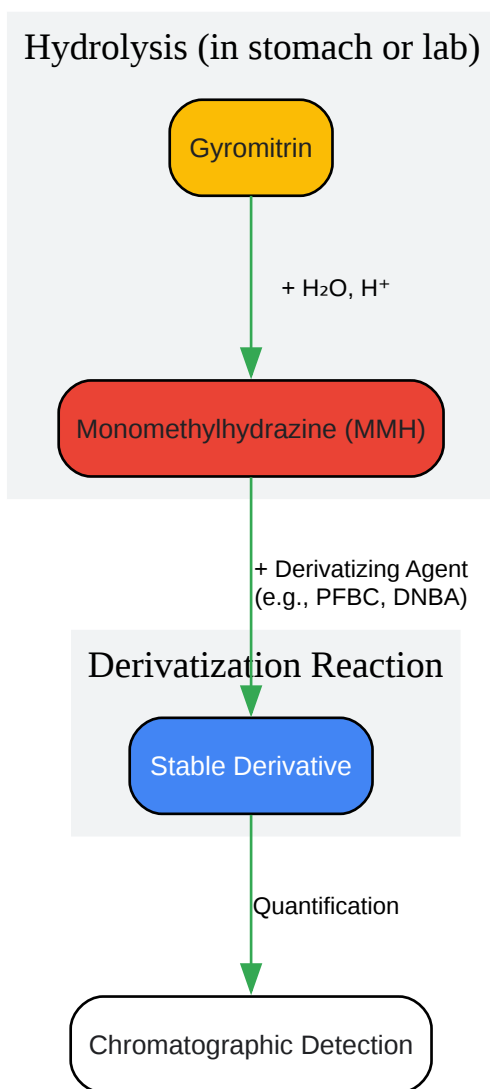 Hydrolysis (in stomach or lab)
Gyromitrin
+ H₂O, H⁺
Monomethylhydrazine (MMH)
+ Derivatizing Agent
(e.g., PFBC, DNBA)
Derivatization Reaction
Stable Derivative
Quantification
Chromatographic Detection